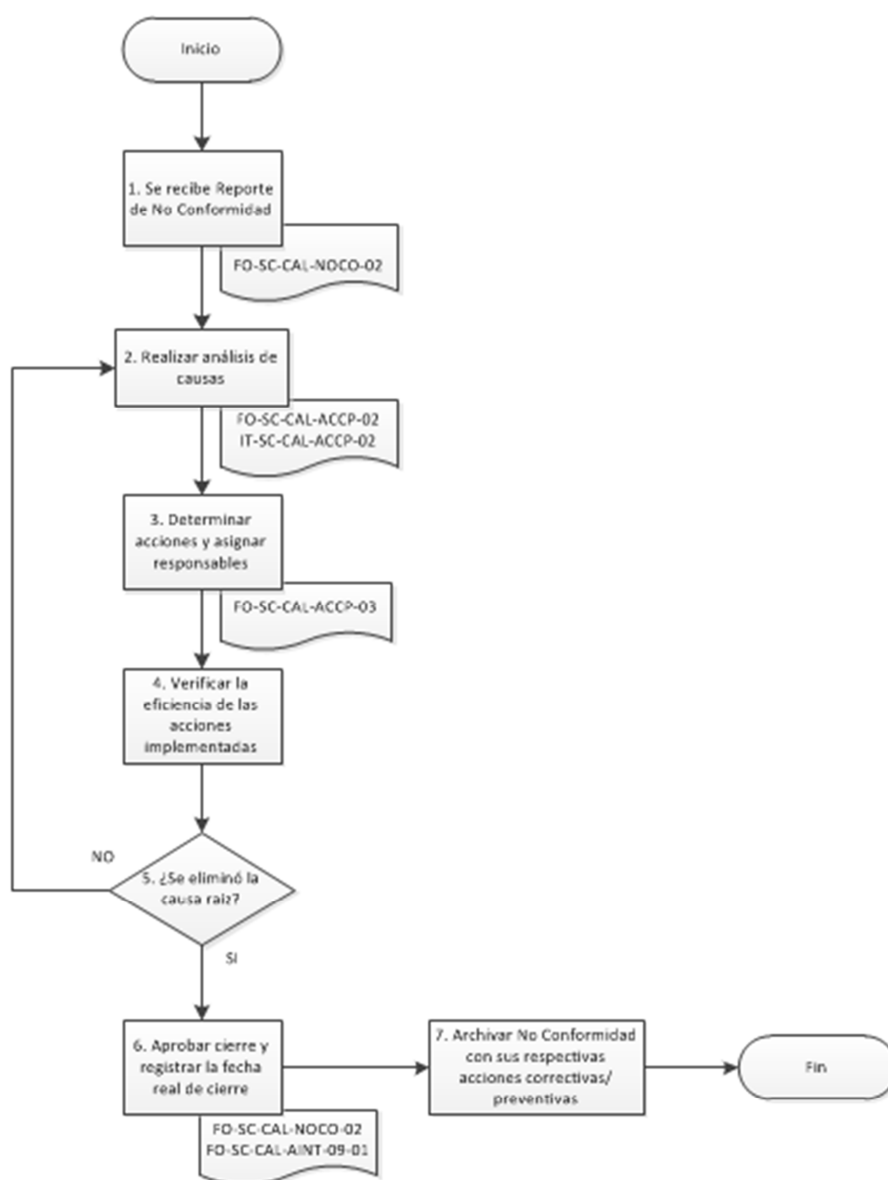 Inicio
1. Se recibe Reporte
de No Conformidad
FO-SC-CAL-NOCO-02
2. Realizar análisis de
causas
FO-SC-CAL-ACCP-02
IT-SC-CAL-ACCP-02
3. Determinar
acciones y asignar
responsables
FO-SC-CAL-ACCP-03
4. Verificar la
eficiencia de las
acciones
implementadas
NO
5. ¿Se eliminó la
causa raíz?
Si
6. Aprobar cierre y
registrar la fecha
real de cierre
FO-SC-CAL-NOCO-02
FO-SC-CAL-AINT-09-01
7. Archivar No Conformidad
con sus respectivas
acciones correctivas/
preventivas
Fin